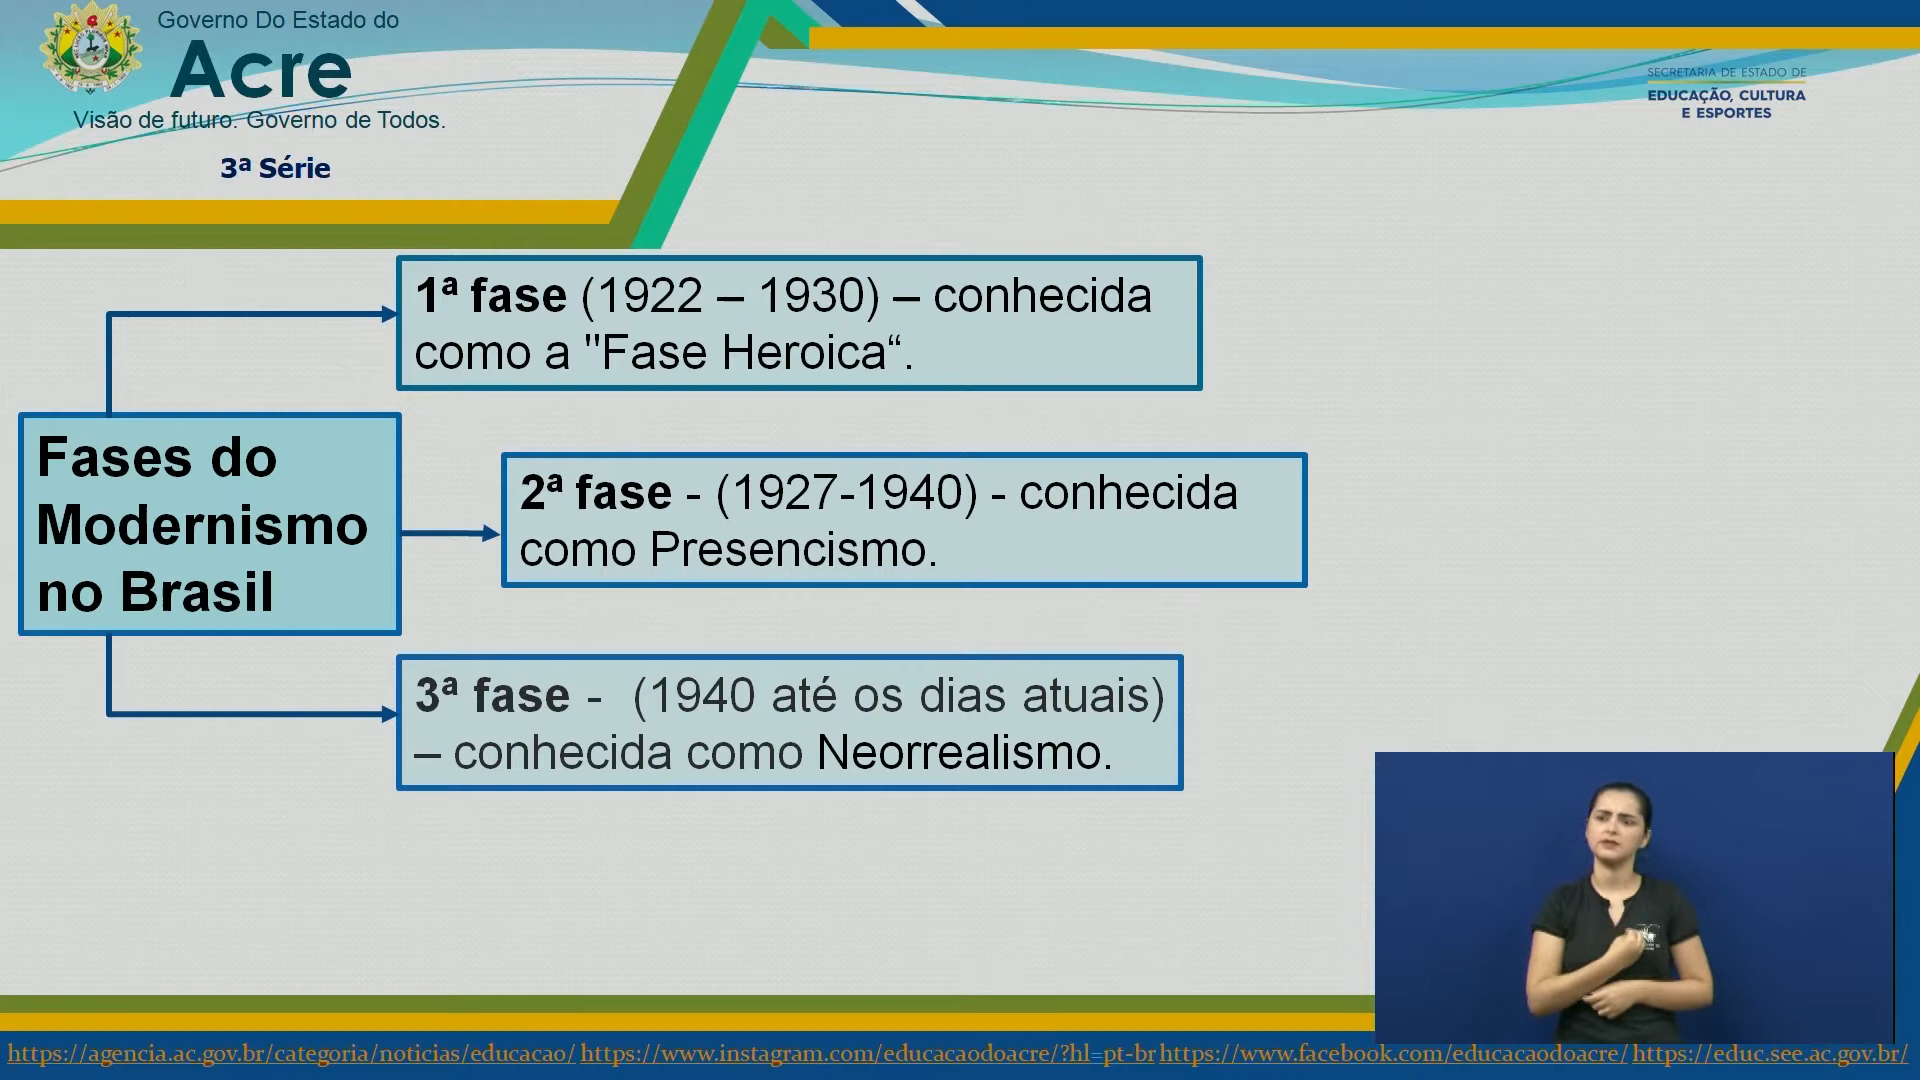 Governo Do Estado do
Acre
Visão de futuro. Governo de Todos.
3ª Série
SECRETARIA DE ESTADO DE
EDUCAÇÃO, CULTURA
E ESPORTES
1ª fase (1922 – 1930) – conhecida
como a "Fase Heroica“.
Fases do
Modernismo
no Brasil
2ª fase - (1927-1940) - conhecida
como Presencismo.
3ª fase -  (1940 até os dias atuais)
– conhecida como Neorrealismo.
https://agencia.ac.gov.br/categoria/noticias/educacao/ https://www.instagram.com/educacaodoacre/?hl=pt-br https://www.facebook.com/educacaodoacre/ https://educ.see.ac.gov.br/